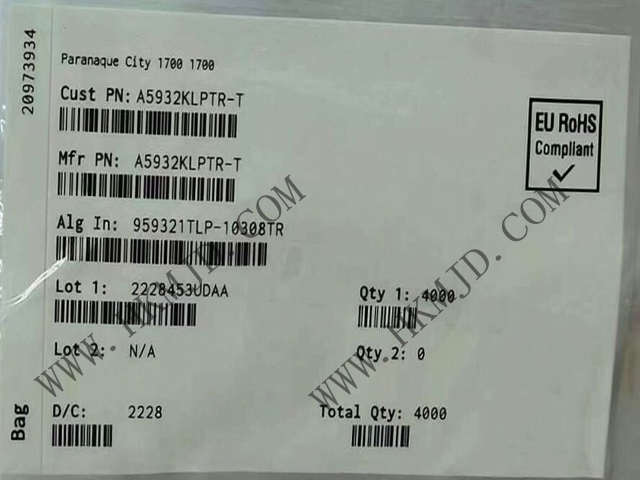 20973934
Paranaque City 1700 1700
Cust PN: A5932KLPTR-T
Mfr PN: A5932KLPTR-T
EU RoHS
Compliant
Alg In: 959321TLP-10308TR
Lot 1: 2228453UDAA
Qty 1: 4000
Lot 2: N/A
Qty 2: 0
D/C: 2228
Total Qty: 4000
Bag
WWW.HKMJD.COM
WWW.HKMJD.COM